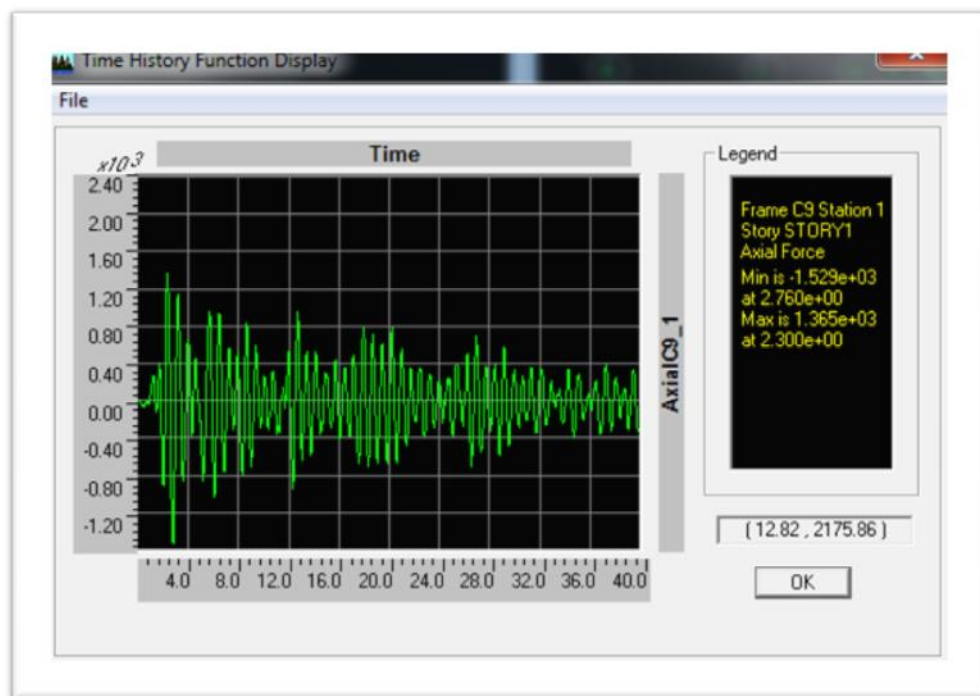 Time History Function Display
File
x10 3
Time
2.40
2.00
1.60
1.20
0.80
0.40
0.00
-0.40
-0.80
-1.20
4.0 8.0 12.0 16.0 20.0 24.0 28.0 32.0 36.0 40.0
AxialC9_1
Legend
Frame C9 Station 1
Story STORY1
Axial Force
Min is -1.529e+03
at 2.760e+00
Max is 1.365e+03
at 2.300e+00
( 12.82 , 2175.86 )
OK